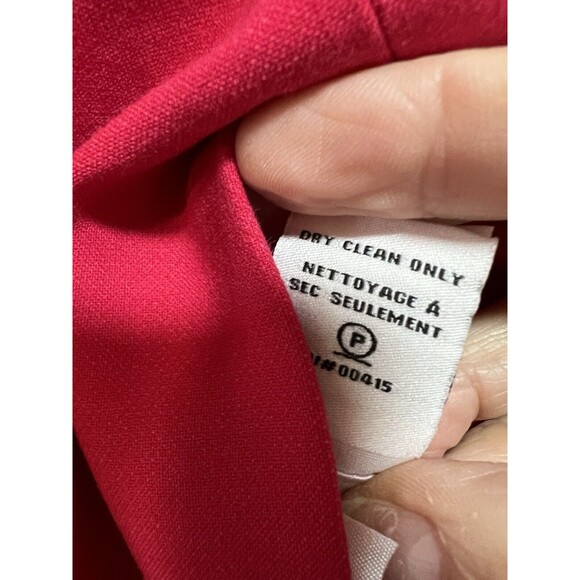 DRY CLEAN ONLY
NETTOYAGE À
SEC SEULEMENT
P
#00415